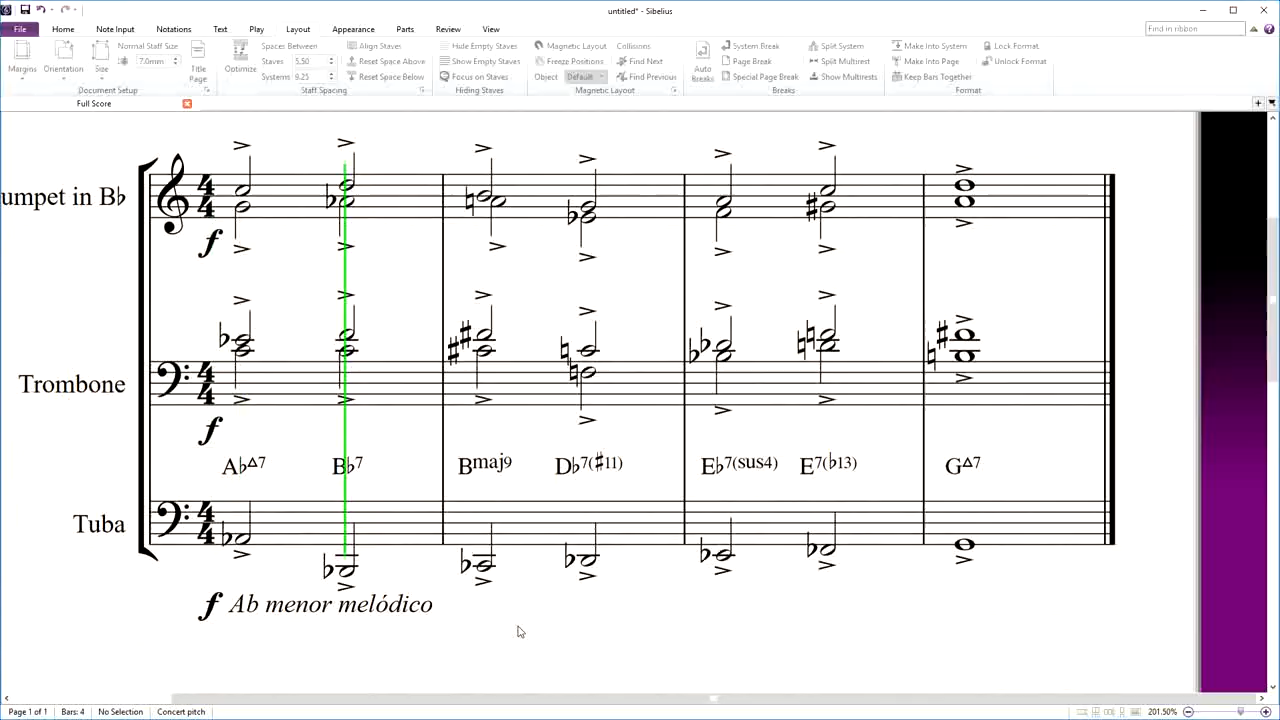 untitled* - Sibelius
File Home Note Input Notations Text Play Layout Appearance Parts Review View Find in ribbon
Margins Orientation Size Normal Staff Size 7.0mm Title Page
Document Setup
Optimize Spaces Between Staves 5.50 Systems 9.25 Align Staves Reset Space Above Reset Space Below
Staff Spacing
Hide Empty Staves Show Empty Staves Focus on Staves
Hiding Staves
Magnetic Layout Freeze Positions Object Default Collisions Find Next Find Previous
Magnetic Layout
Auto Breaks System Break Page Break Special Page Break Split System Split Multirest Show Multirests
Breaks
Make Into System Make Into Page Keep Bars Together Lock Format Unlock Format
Format
Full Score
umpet in B♭
f
Trombone
f
A♭△7 B♭7 Bmaj9 D♭7(♯11) E♭7(sus4) E7(♭13) G△7
Tuba
f Ab menor melódico
Page 1 of 1 Bars: 4 No Selection Concert pitch 201.50%